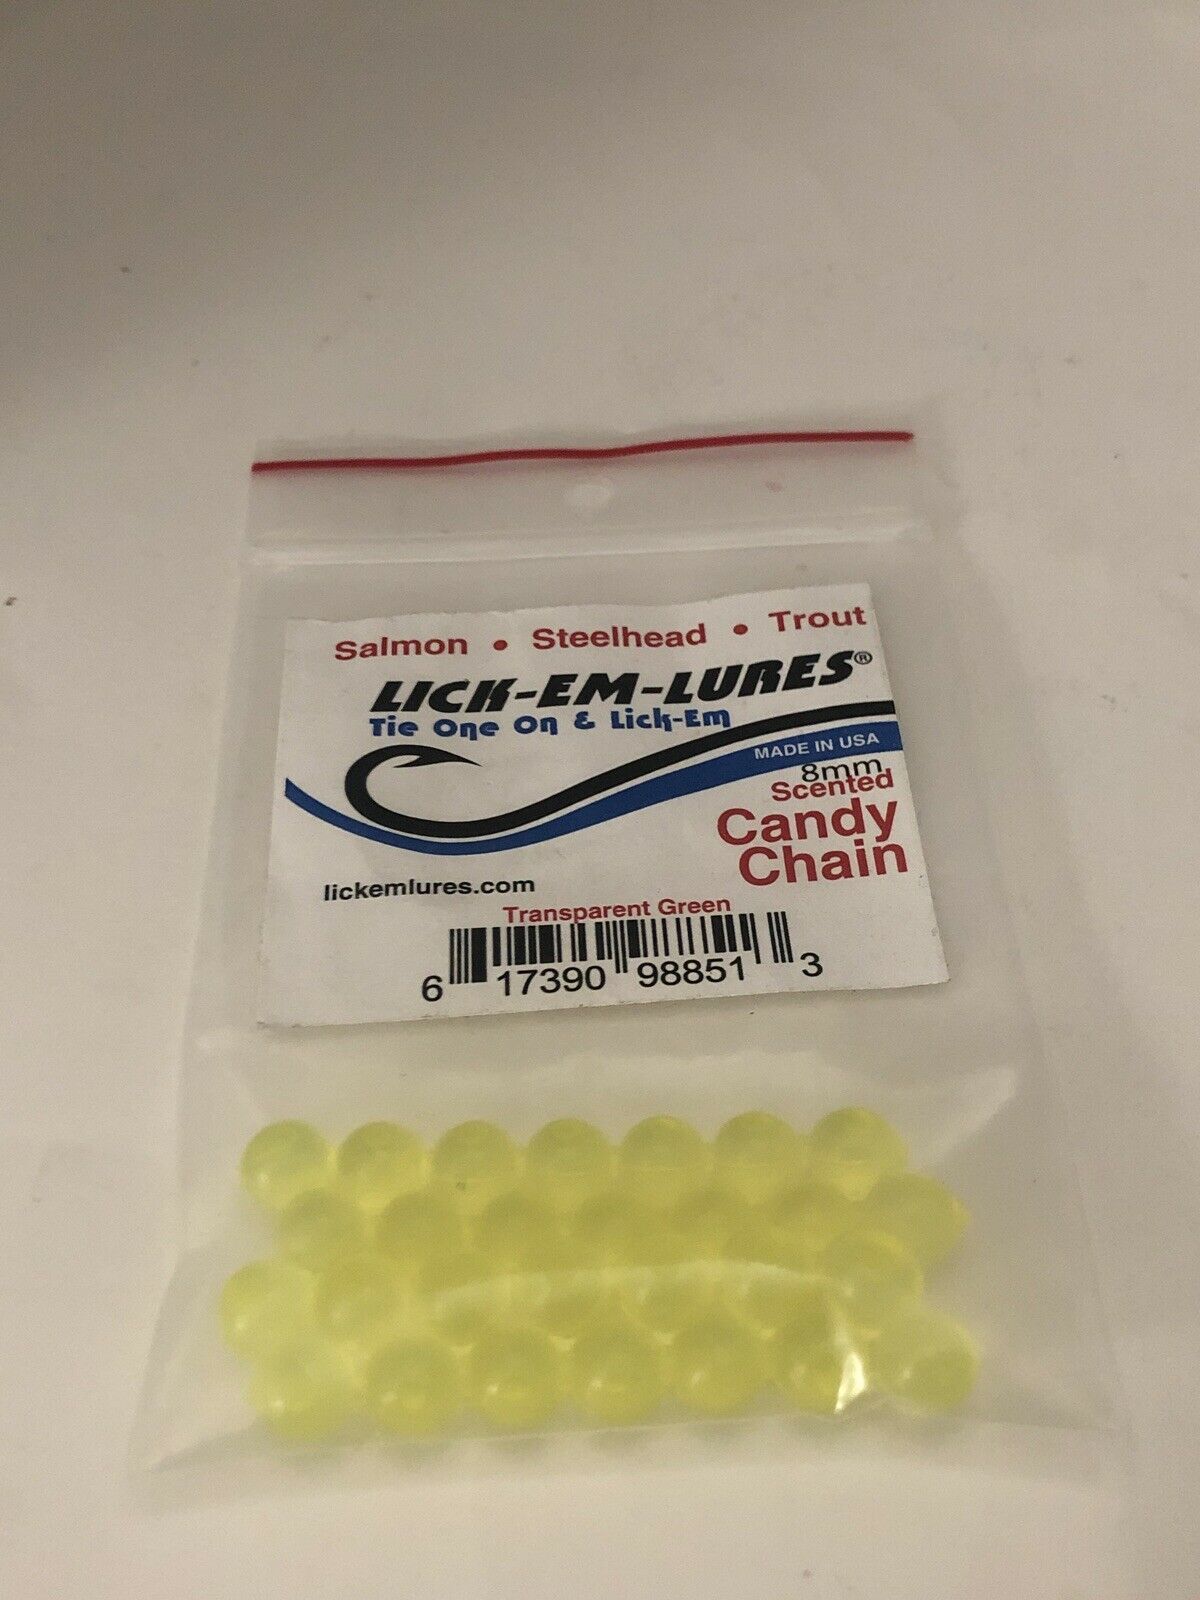 Salmon • Steelhead • Trout
LICK-EM-LURES®
Tie One On & Lick-Em
MADE IN USA
8mm
Scented
Candy
Chain
lickemlures.com
Transparent Green
6 17390 98851 3